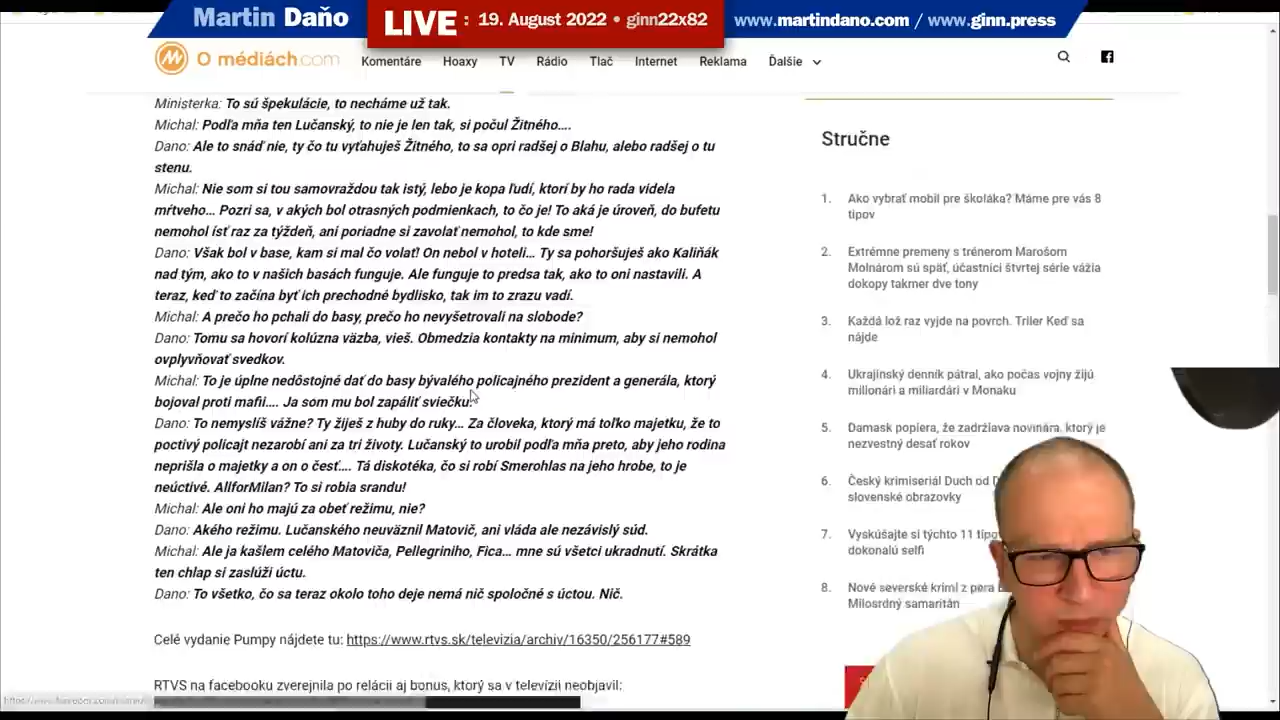 Martin Daňo
LIVE : 19. August 2022 • ginn22x82
www.martindano.com / www.ginn.press
O médiách.com
Komentáre Hoaxy TV Rádio Tlač Internet Reklama Ďalšie
Ministerka: To sú špekulácie, to necháme už tak.
Michal: Podľa mňa ten Lučanský, to nie je len tak, si počul Žitného….
Dano: Ale to snáď nie, ty čo tu vyťahuješ Žitného, to sa opri radšej o Blahu, alebo radšej o tu
stenu.
Michal: Nie som si tou samovraždou tak istý, lebo je kopa ľudí, ktorí by ho rada videla
mŕtveho… Pozri sa, v akých bol otrasných podmienkach, to čo je! To aká je úroveň, do bufetu
nemohol ísť raz za týždeň, ani poriadne si zavolať nemohol, to kde sme!
Dano: Však bol v base, kam si mal čo volať! On nebol v hoteli… Ty sa pohoršuješ ako Kaliňák
nad tým, ako to v našich basách funguje. Ale funguje to predsa tak, ako to oni nastavili. A
teraz, keď to začína byť ich prechodné bydlisko, tak im to zrazu vadí.
Michal: A prečo ho pchali do basy, prečo ho nevyšetrovali na slobode?
Dano: Tomu sa hovorí kolúzna väzba, vieš. Obmedzia kontakty na minimum, aby si nemohol
ovplyvňovať svedkov.
Michal: To je úplne nedôstojné dať do basy bývalého policajného prezident a generála, ktorý
bojoval proti mafii…. Ja som mu bol zapáliť sviečku.
Dano: To nemyslíš vážne? Ty žiješ z huby do ruky… Za človeka, ktorý má toľko majetku, že to
poctivý policajt nezarobí ani za tri životy. Lučanský to urobil podľa mňa preto, aby jeho rodina
neprišla o majetky a on o česť…. Tá diskotéka, čo si robí Smerohlas na jeho hrobe, to je
neúctivé. AllforMilan? To si robia srandu!
Michal: Ale oni ho majú za obeť režimu, nie?
Dano: Akého režimu. Lučanského neuväznil Matovič, ani vláda ale nezávislý súd.
Michal: Ale ja kašlem celého Matoviča, Pellegriniho, Fica… mne sú všetci ukradnutí. Skrátka
ten chlap si zaslúži úctu.
Dano: To všetko, čo sa teraz okolo toho deje nemá nič spoločné s úctou. Nič.
Celé vydanie Pumpy nájdete tu: https://www.rtvs.sk/televizia/archiv/16350/256177#589
RTVS na facebooku zverejnila po relácii aj bonus, ktorý sa v televízii neobjavil:
Stručne
1. Ako vybrať mobil pre školáka? Máme pre vás 8
tipov
2. Extrémne premeny s trénerom Marošom
Molnárom sú späť, účastníci štvrtej série vážia
dokopy takmer dve tony
3. Každá lož raz vyjde na povrch. Triler Keď sa
nájde
4. Ukrajinský denník pátral, ako počas vojny žijú
milionári a miliardári v Monaku
5. Damask popiera, že zadržiava novinára, ktorý je
nezvestný desať rokov
6. Český krimiseriál Duch od
slovenské obrazovky
7. Vyskúšajte si týchto 11 tipo
dokonalú selfi
8. Nové severské krimi z pera
Milosrdný samaritán